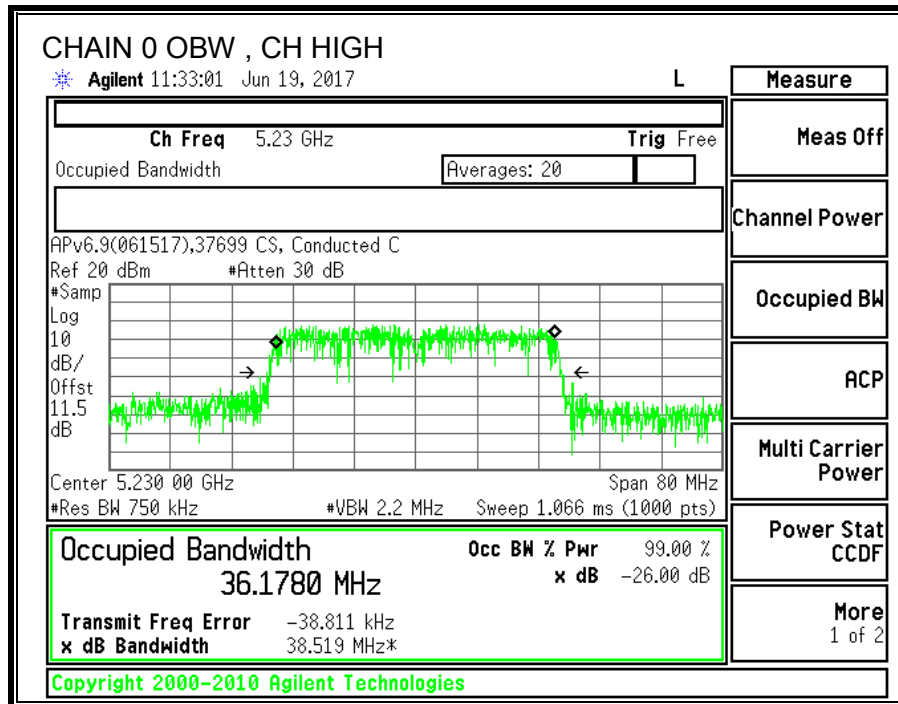 CHAIN 0 OBW , CH HIGH
Agilent 11:33:01 Jun 19, 2017 L
Measure
Ch Freq 5.23 GHz Trig Free
Occupied Bandwidth Averages: 20
APv6.9(061517),37699 CS, Conducted C
Ref 20 dBm #Atten 30 dB
#Samp
Log
10
dB/
Offst
11.5
dB
Center 5.230 00 GHz Span 80 MHz
#Res BW 750 kHz #VBW 2.2 MHz Sweep 1.066 ms (1000 pts)
Occupied Bandwidth Occ BW % Pwr 99.00 %
36.1780 MHz x dB -26.00 dB
Transmit Freq Error -38.811 kHz
x dB Bandwidth 38.519 MHz*
Meas Off
Channel Power
Occupied BW
ACP
Multi Carrier
Power
Power Stat
CCDF
More
1 of 2
Copyright 2000-2010 Agilent Technologies